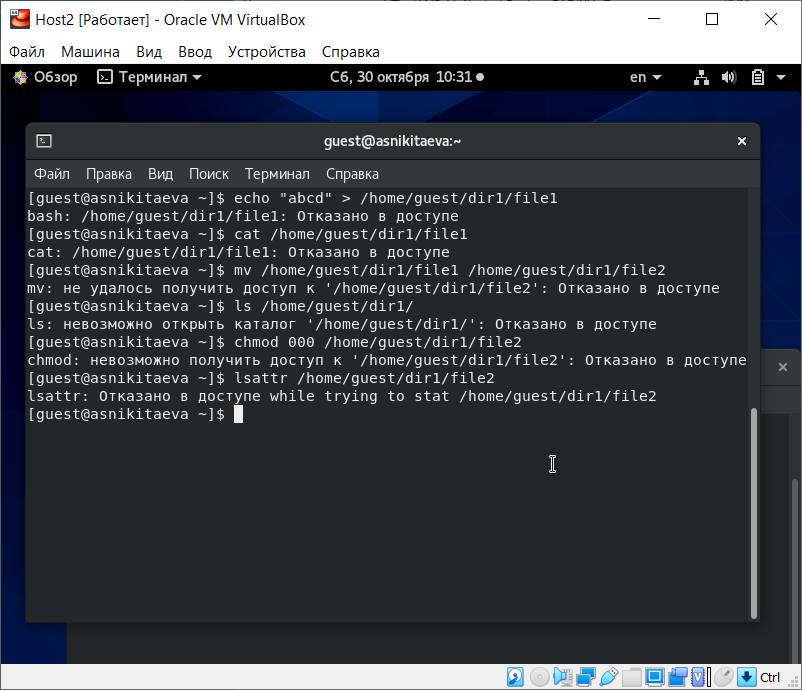 Host2 [Работает] - Oracle VM VirtualBox
Файл Машина Вид Ввод Устройства Справка
Обзор Терминал Сб, 30 октября 10:31 en
guest@asnikitaeva:~
Файл Правка Вид Поиск Терминал Справка
[guest@asnikitaeva ~]$ echo "abcd" > /home/guest/dir1/file1
bash: /home/guest/dir1/file1: Отказано в доступе
[guest@asnikitaeva ~]$ cat /home/guest/dir1/file1
cat: /home/guest/dir1/file1: Отказано в доступе
[guest@asnikitaeva ~]$ mv /home/guest/dir1/file1 /home/guest/dir1/file2
mv: не удалось получить доступ к '/home/guest/dir1/file2': Отказано в доступе
[guest@asnikitaeva ~]$ ls /home/guest/dir1/
ls: невозможно открыть каталог '/home/guest/dir1/': Отказано в доступе
[guest@asnikitaeva ~]$ chmod 000 /home/guest/dir1/file2
chmod: невозможно получить доступ к '/home/guest/dir1/file2': Отказано в доступе
[guest@asnikitaeva ~]$ lsattr /home/guest/dir1/file2
lsattr: Отказано в доступе while trying to stat /home/guest/dir1/file2
[guest@asnikitaeva ~]$
Ctrl